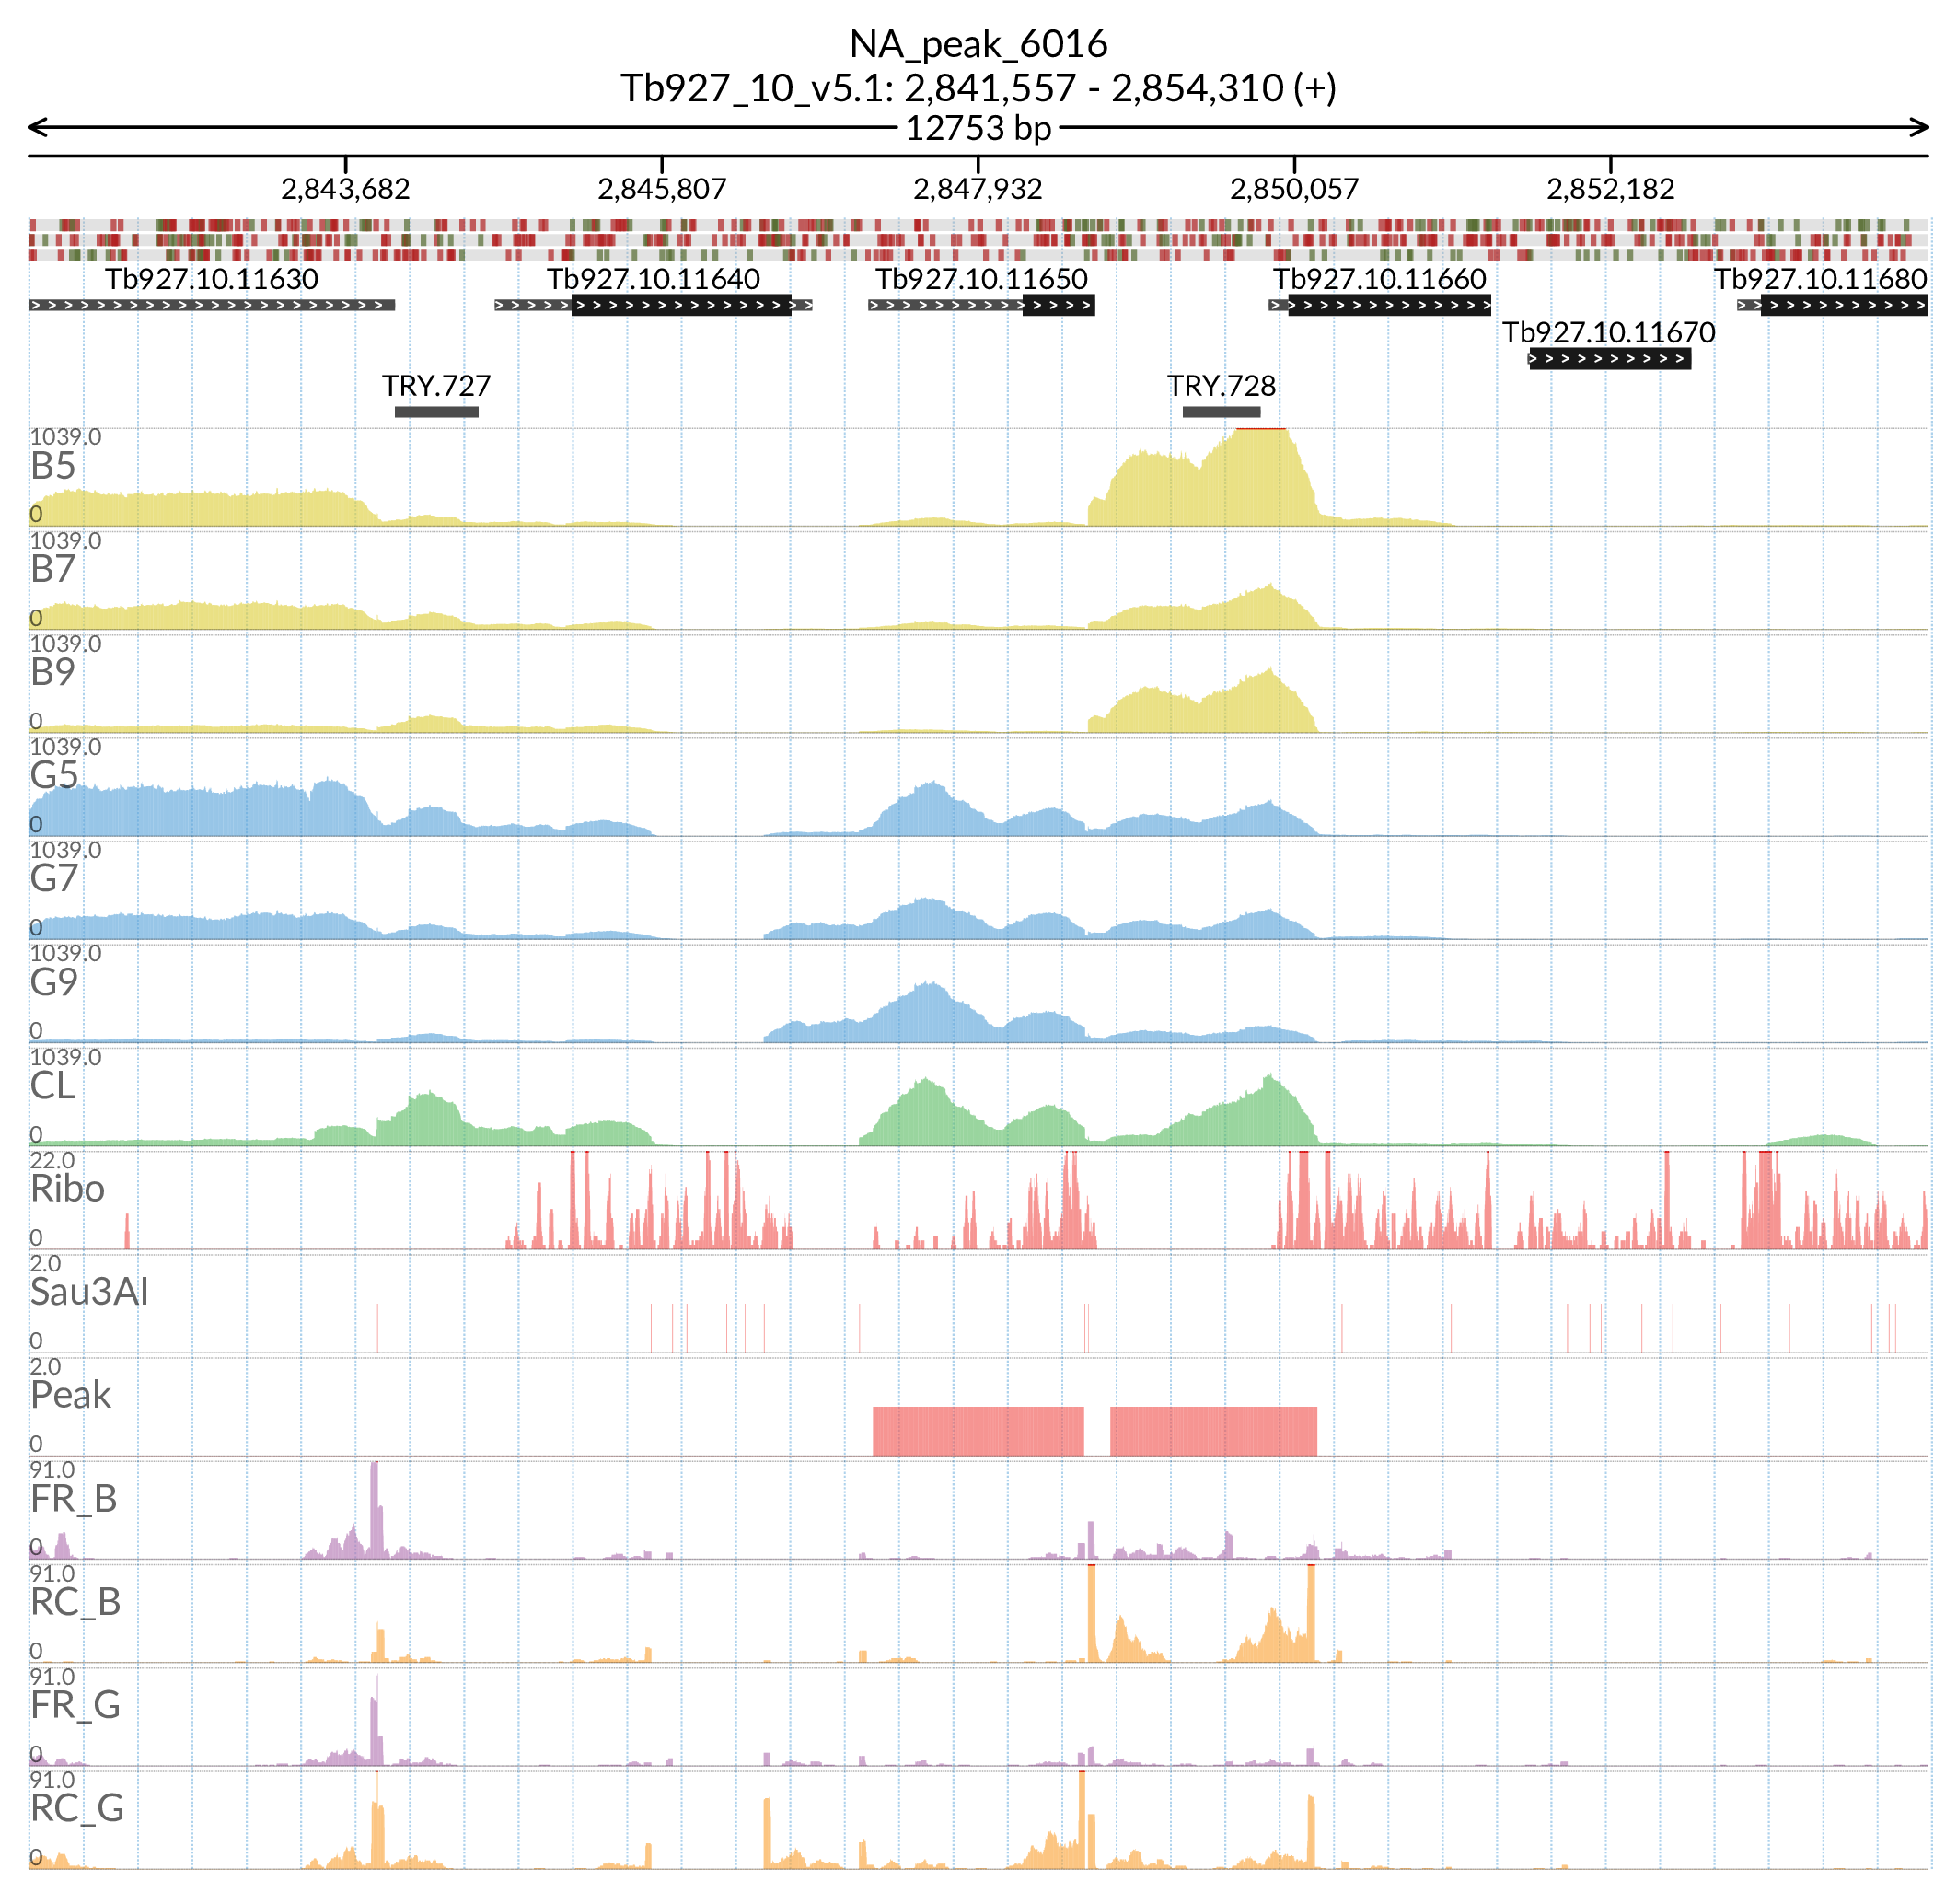 NA_peak_6016
Tb927_10_v5.1: 2,841,557 - 2,854,310 (+)
12753 bp
2,843,682 2,845,807 2,847,932 2,850,057 2,852,182
Tb927.10.11630 Tb927.10.11640 Tb927.10.11650 Tb927.10.11660 Tb927.10.11680
Tb927.10.11670
TRY.727 TRY.728
1039.0
B5
0
1039.0
B7
0
1039.0
B9
0
1039.0
G5
0
1039.0
G7
0
1039.0
G9
0
1039.0
CL
0
22.0
Ribo
0
2.0
Sau3AI
0
2.0
Peak
0
91.0
FR_B
0
91.0
RC_B
0
91.0
FR_G
0
91.0
RC_G
0